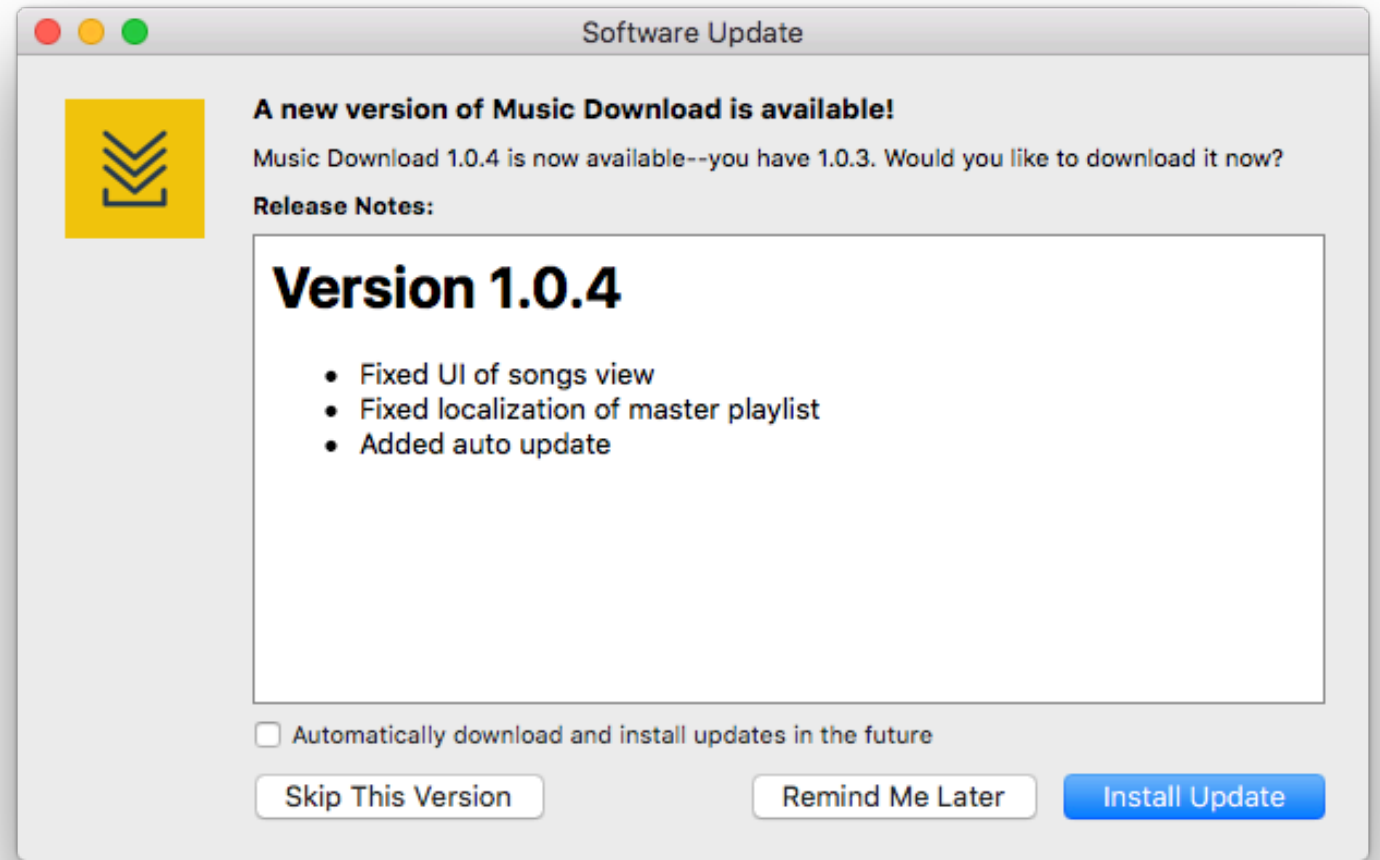 Software Update
A new version of Music Download is available!
Music Download 1.0.4 is now available--you have 1.0.3. Would you like to download it now?
Release Notes:
Version 1.0.4
• Fixed UI of songs view
• Fixed localization of master playlist
• Added auto update
Automatically download and install updates in the future
Skip This Version
Remind Me Later
Install Update